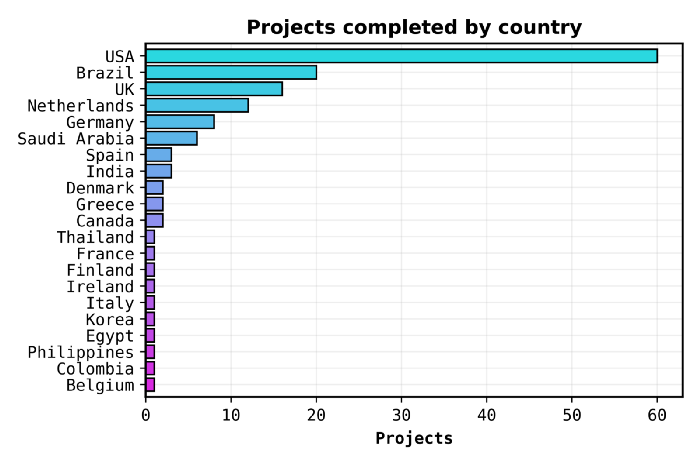 Projects completed by country
USA
Brazil
UK
Netherlands
Germany
Saudi Arabia
Spain
India
Denmark
Greece
Canada
Thailand
France
Finland
Ireland
Italy
Korea
Egypt
Philippines
Colombia
Belgium
0 10 20 30 40 50 60
Projects